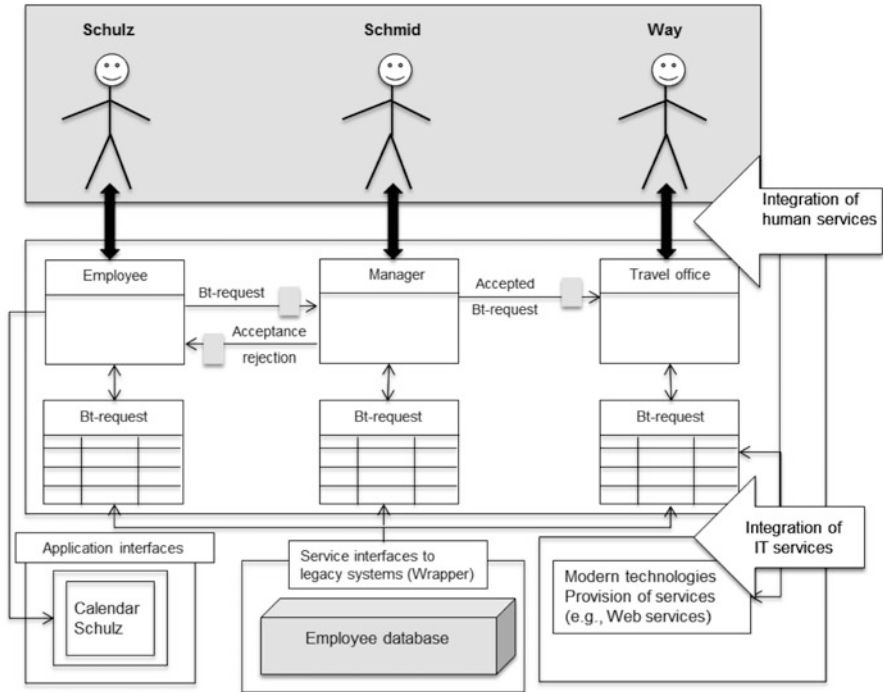 Schulz
Schmid
Way
Integration of
human services
Employee
Bt-request
Acceptance
rejection
Manager
Accepted
Bt-request
Travel office
Bt-request
Bt-request
Bt-request
Integration of
IT services
Application interfaces
Calendar
Schulz
Service interfaces to
legacy systems (Wrapper)
Employee database
Modern technologies
Provision of services
(e.g., Web services)